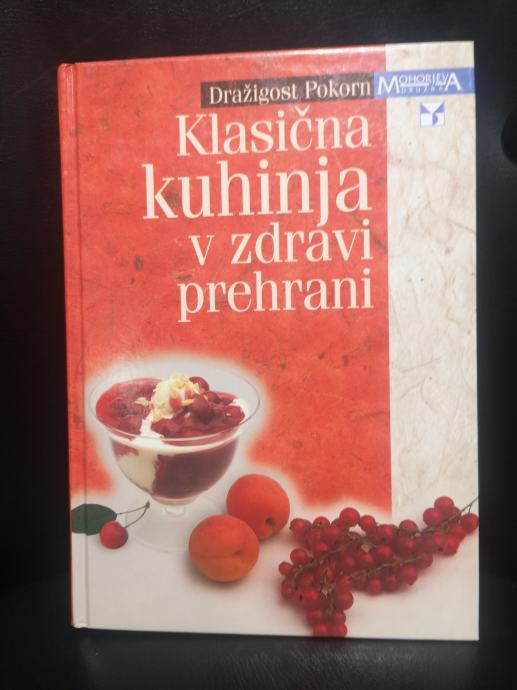 Dražigost Pokorn
MOHORJEVA
DRUŽBA
Klasična
kuhinja
v zdravi
prehrani